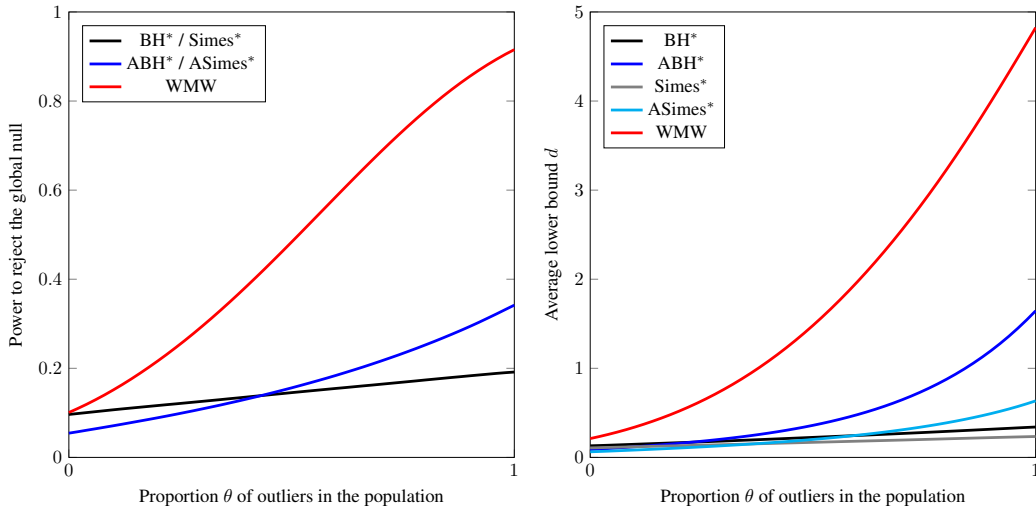 Power to reject the global null
1
0.8
0.6
0.4
0.2
0
0
1
BH* / Simes*
ABH* / ASimes*
WMW
Proportion θ of outliers in the population
Average lower bound d
5
4
3
2
1
0
0
1
BH*
ABH*
Simes*
ASimes*
WMW
Proportion θ of outliers in the population